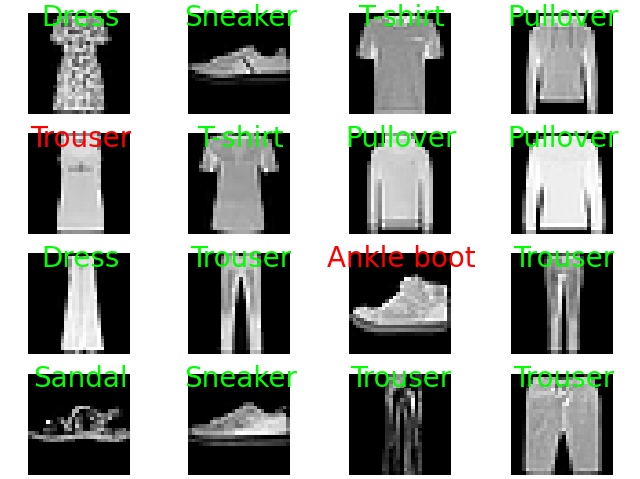 Dress Sneaker T-shirt Pullover
Trouser T-shirt Pullover Pullover
Dress Trouser Ankle boot Trouser
Sandal Sneaker Trouser Trouser